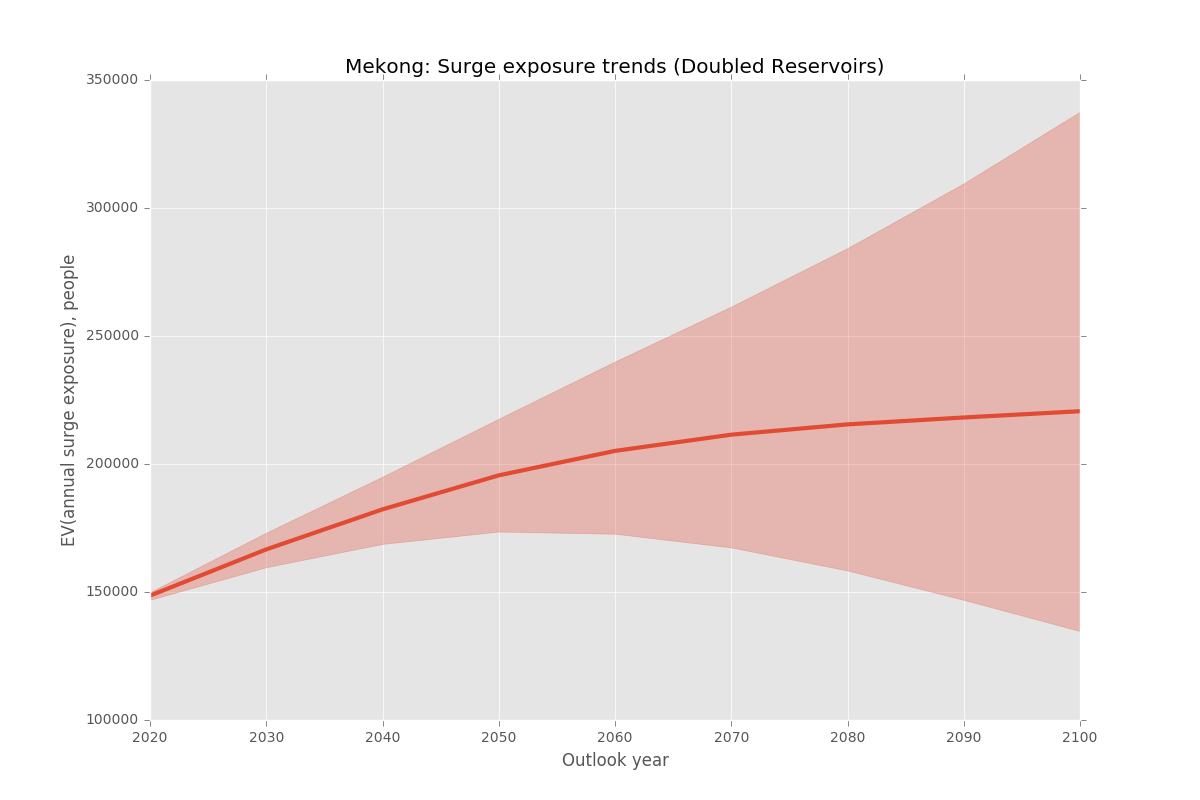 Mekong: Surge exposure trends (Doubled Reservoirs)
350000
300000
250000
200000
150000
100000
EV(annual surge exposure), people
2020 2030 2040 2050 2060 2070 2080 2090 2100
Outlook year